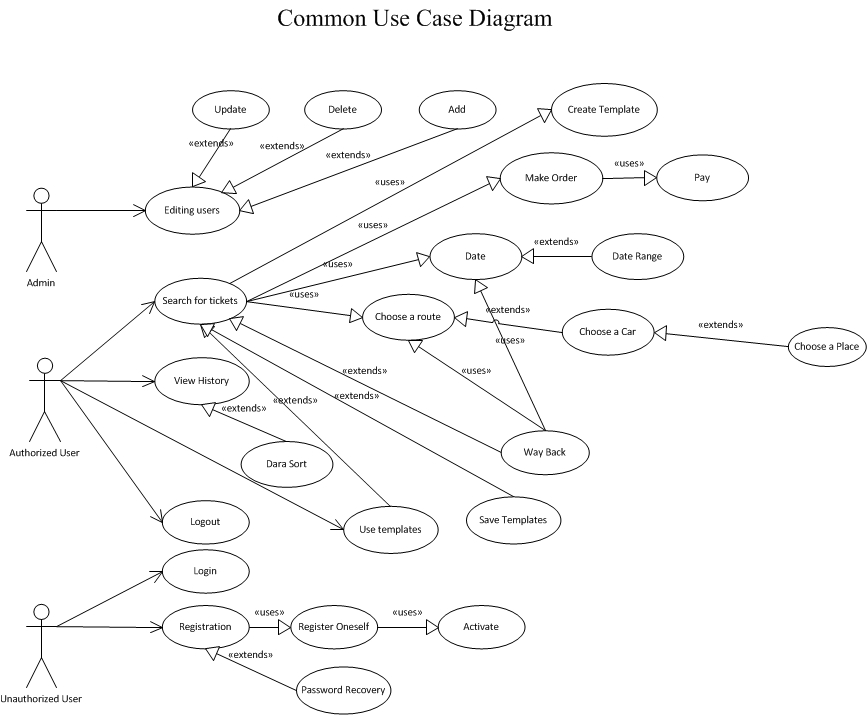 Common Use Case Diagram
Update
Delete
Add
Create Template
«extends»
«extends»
«extends»
«uses»
Make Order
«uses»
Pay
Admin
Editing users
«uses»
Date
«extends»
Date Range
«uses»
Search for tickets
«uses»
Choose a route
«extends»
Choose a Car
«extends»
Choose a Place
«uses»
Authorized User
View History
«extends»
«uses»
«extends»
«extends»
«extends»
Dara Sort
Way Back
Logout
Use templates
Save Templates
Login
Unauthorized User
Registration
«uses»
Register Oneself
«uses»
Activate
«extends»
Password Recovery